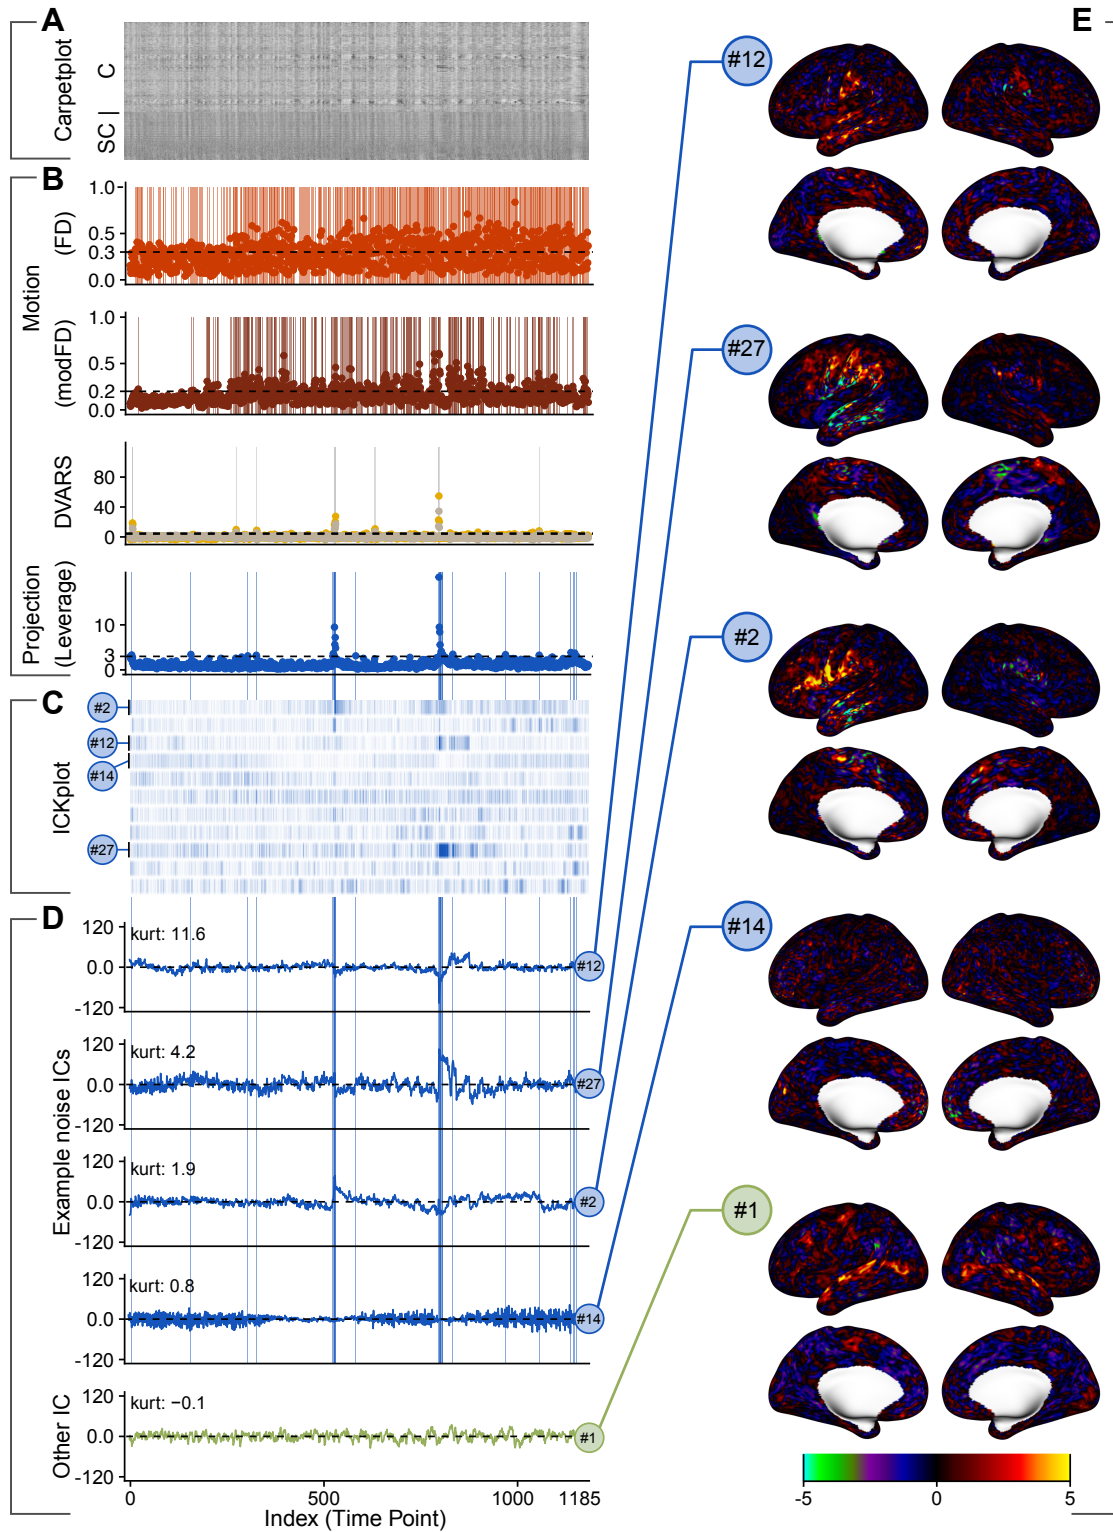 A
Carpetplot
SC | C
B
Motion
(FD)
1.0
0.5
0.3
0.0
(modFD)
1.0
0.5
0.2
0.0
DVARS
80
40
0
Projection
(Leverage)
10
3
0
C
ICKplot
#2
#12
#14
#27
D
Example noise ICs
120
0.0
-120
kurt: 11.6
#12
120
0.0
-120
kurt: 4.2
#27
120
0.0
-120
kurt: 1.9
#2
120
0.0
-120
kurt: 0.8
#14
Other IC
120
0.0
-120
kurt: −0.1
#1
0 500 1000 1185
Index (Time Point)
E
#12
#27
#2
#14
#1
-5 0 5